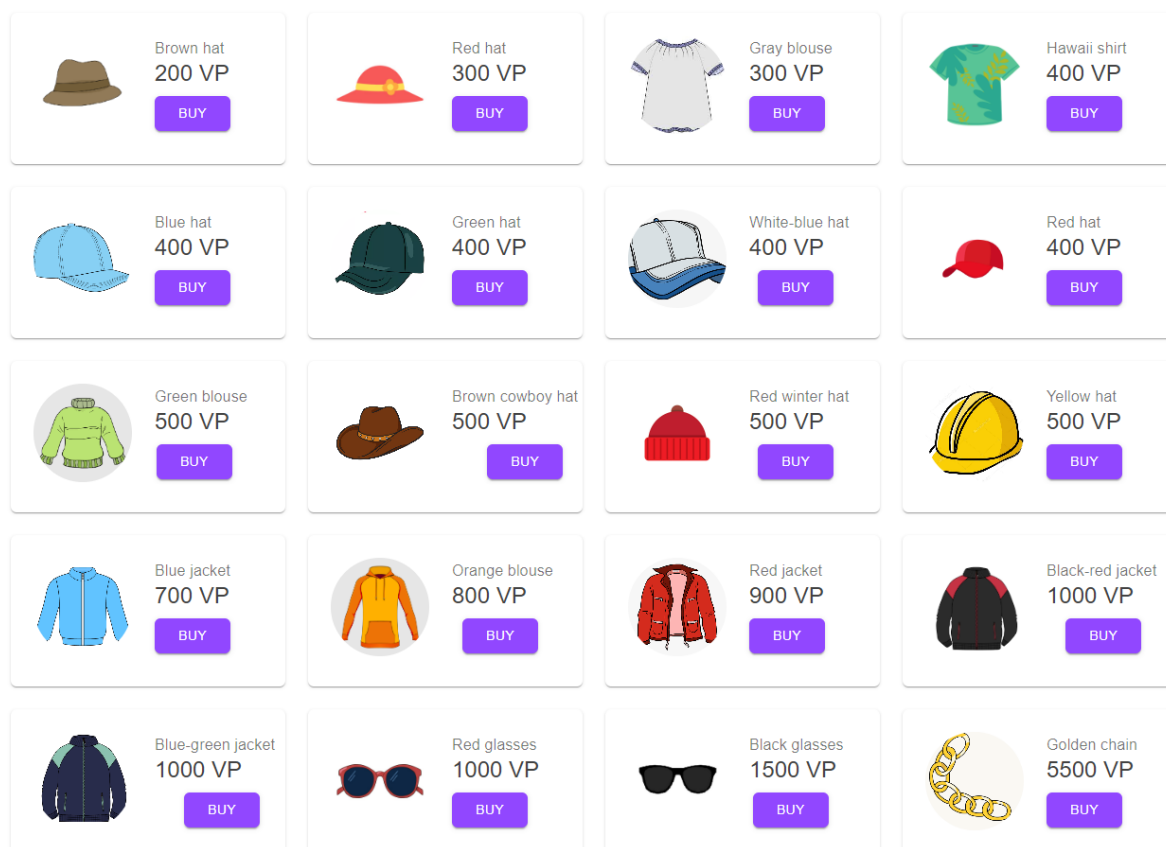 Brown hat
200 VP
BUY
Red hat
300 VP
BUY
Gray blouse
300 VP
BUY
Hawaii shirt
400 VP
BUY
Blue hat
400 VP
BUY
Green hat
400 VP
BUY
White-blue hat
400 VP
BUY
Red hat
400 VP
BUY
Green blouse
500 VP
BUY
Brown cowboy hat
500 VP
BUY
Red winter hat
500 VP
BUY
Yellow hat
500 VP
BUY
Blue jacket
700 VP
BUY
Orange blouse
800 VP
BUY
Red jacket
900 VP
BUY
Black-red jacket
1000 VP
BUY
Blue-green jacket
1000 VP
BUY
Red glasses
1000 VP
BUY
Black glasses
1500 VP
BUY
Golden chain
5500 VP
BUY